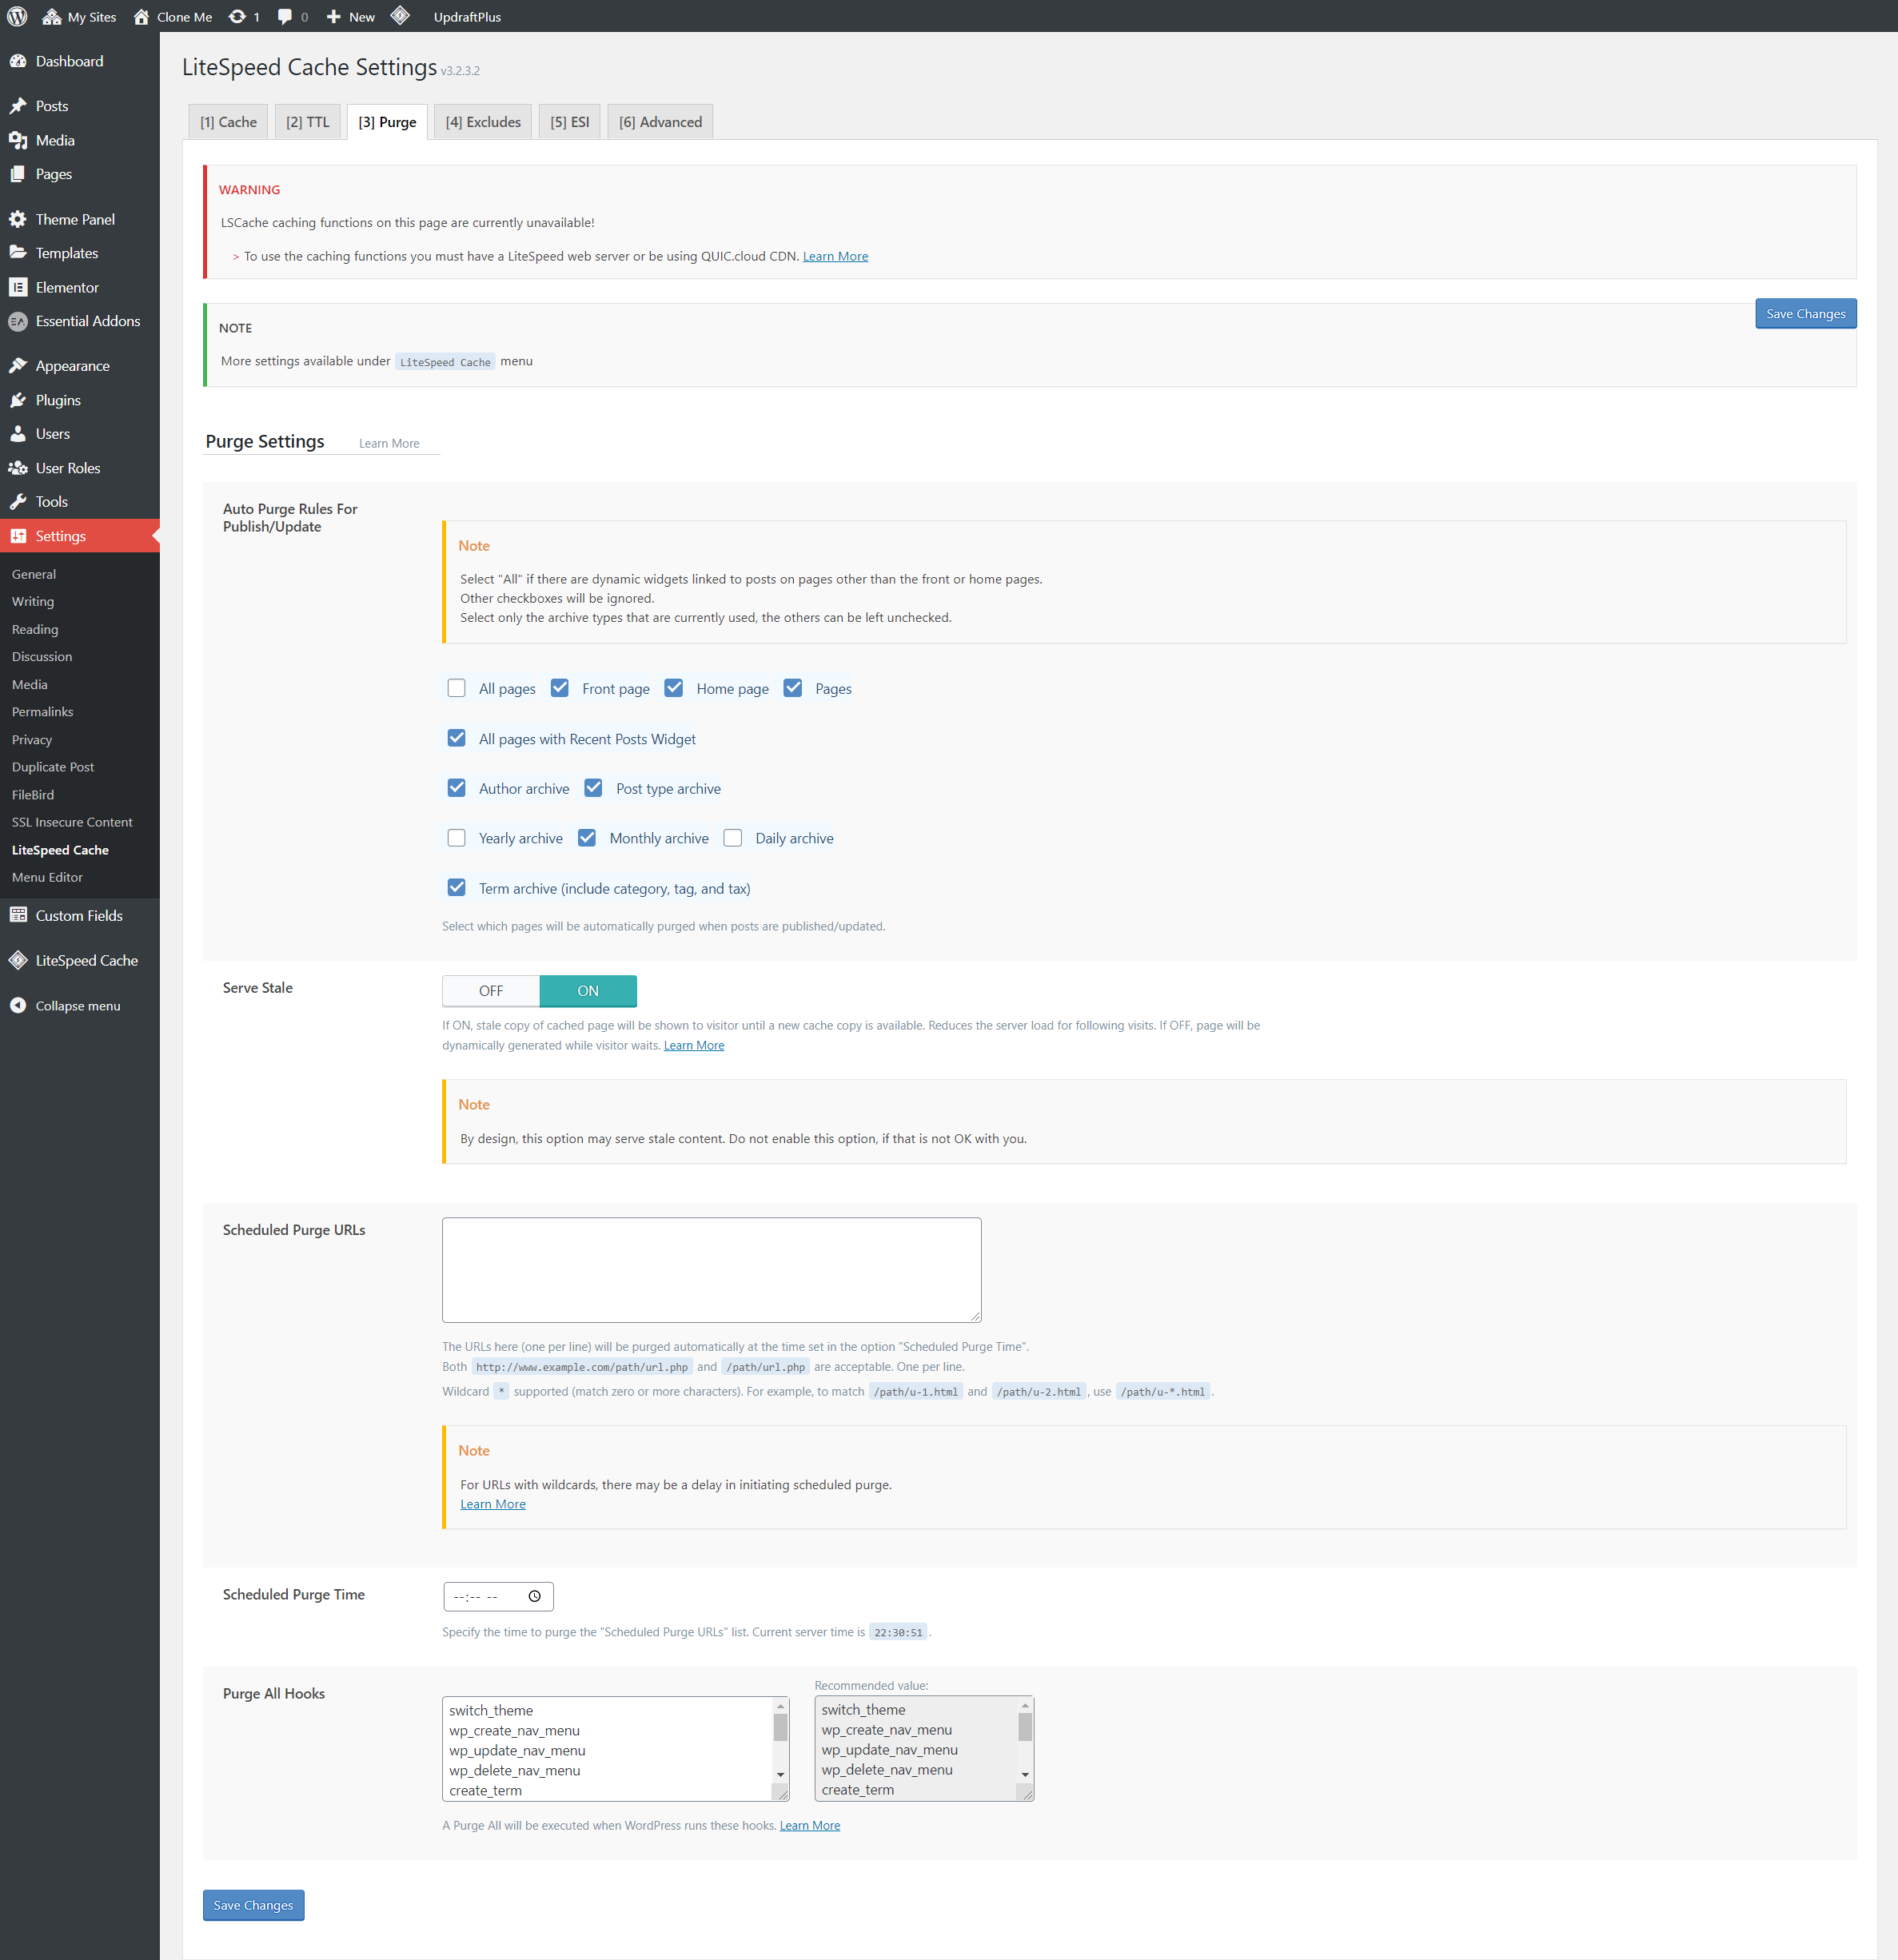 My Sites Clone Me 1 0 New UpdraftPlus
Dashboard
Posts
Media
Pages
Theme Panel
Templates
Elementor
Essential Addons
Appearance
Plugins
Users
User Roles
Tools
Settings
General
Writing
Reading
Discussion
Media
Permalinks
Privacy
Duplicate Post
FileBird
SSL Insecure Content
LiteSpeed Cache
Menu Editor
Custom Fields
LiteSpeed Cache
Collapse menu
LiteSpeed Cache Settings v3.2.3.2
[1] Cache [2] TTL [3] Purge [4] Excludes [5] ESI [6] Advanced
WARNING
LSCache caching functions on this page are currently unavailable!
> To use the caching functions you must have a LiteSpeed web server or be using QUIC.cloud CDN. Learn More
Save Changes
NOTE
More settings available under LiteSpeed Cache menu
Purge Settings Learn More
Auto Purge Rules For
Publish/Update
Note
Select "All" if there are dynamic widgets linked to posts on pages other than the front or home pages.
Other checkboxes will be ignored.
Select only the archive types that are currently used, the others can be left unchecked.
All pages Front page Home page Pages
All pages with Recent Posts Widget
Author archive Post type archive
Yearly archive Monthly archive Daily archive
Term archive (include category, tag, and tax)
Select which pages will be automatically purged when posts are published/updated.
Serve Stale
OFF ON
If ON, stale copy of cached page will be shown to visitor until a new cache copy is available. Reduces the server load for following visits. If OFF, page will be
dynamically generated while visitor waits. Learn More
Note
By design, this option may serve stale content. Do not enable this option, if that is not OK with you.
Scheduled Purge URLs
The URLs here (one per line) will be purged automatically at the time set in the option "Scheduled Purge Time".
Both http://www.example.com/path/url.php and /path/url.php are acceptable. One per line.
Wildcard * supported (match zero or more characters). For example, to match /path/u-1.html and /path/u-2.html , use /path/u-*.html .
Note
For URLs with wildcards, there may be a delay in initiating scheduled purge.
Learn More
Scheduled Purge Time
--:-- --
Specify the time to purge the "Scheduled Purge URLs" list. Current server time is 22:30:51 .
Purge All Hooks
switch_theme
wp_create_nav_menu
wp_update_nav_menu
wp_delete_nav_menu
create_term
Recommended value:
switch_theme
wp_create_nav_menu
wp_update_nav_menu
wp_delete_nav_menu
create_term
A Purge All will be executed when WordPress runs these hooks. Learn More
Save Changes